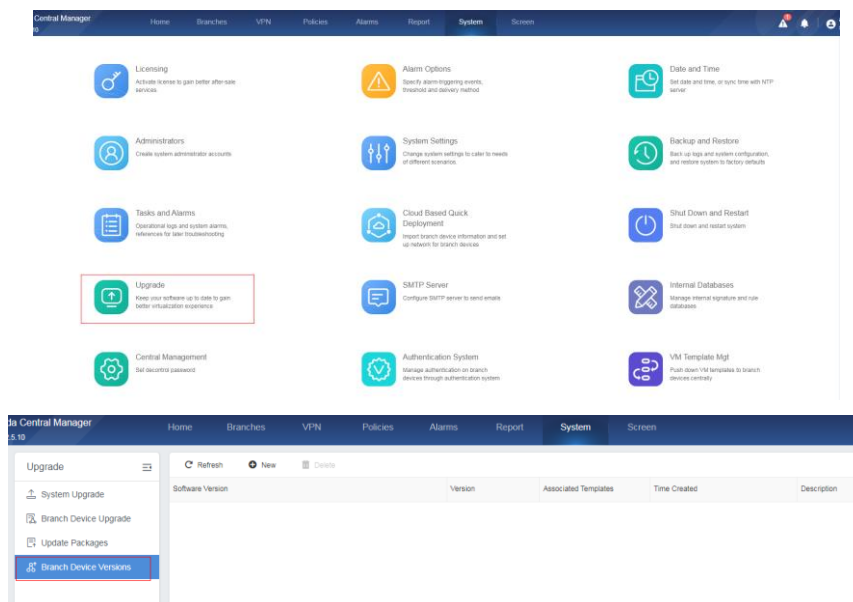 Central Manager
Home Branches VPN Policies Alarms Report System Screen
10
Licensing
Activate license to gain better after-sale
services
Alarm Options
Specify alarm-triggering events,
threshold and delivery method
Date and Time
Set date and time, or sync time with NTP
server
Administrators
Create system administrator accounts
System Settings
Change system settings to cater to needs
of different scenarios.
Backup and Restore
Back up logs and system configuration,
and restore system to factory defaults
Tasks and Alarms
Operational logs and system alarms,
references for later troubleshooting
Cloud Based Quick
Deployment
Import branch device information and set
up network for branch devices
Shut Down and Restart
Shut down and restart system
Upgrade
Keep your software up to date to gain
better virtualization experience
SMTP Server
Configure SMTP server to send emails
Internal Databases
Manage internal signature and rule
databases
Central Management
Set decontrol password
Authentication System
Manage authentication on branch
devices through authentication system
VM Template Mgt
Push down VM templates to branch
devices centrally
da Central Manager
Home Branches VPN Policies Alarms Report System Screen
.5.10
Upgrade
Refresh New Delete
System Upgrade
Branch Device Upgrade
Update Packages
Branch Device Versions
Software Version Version Associated Templates Time Created Description